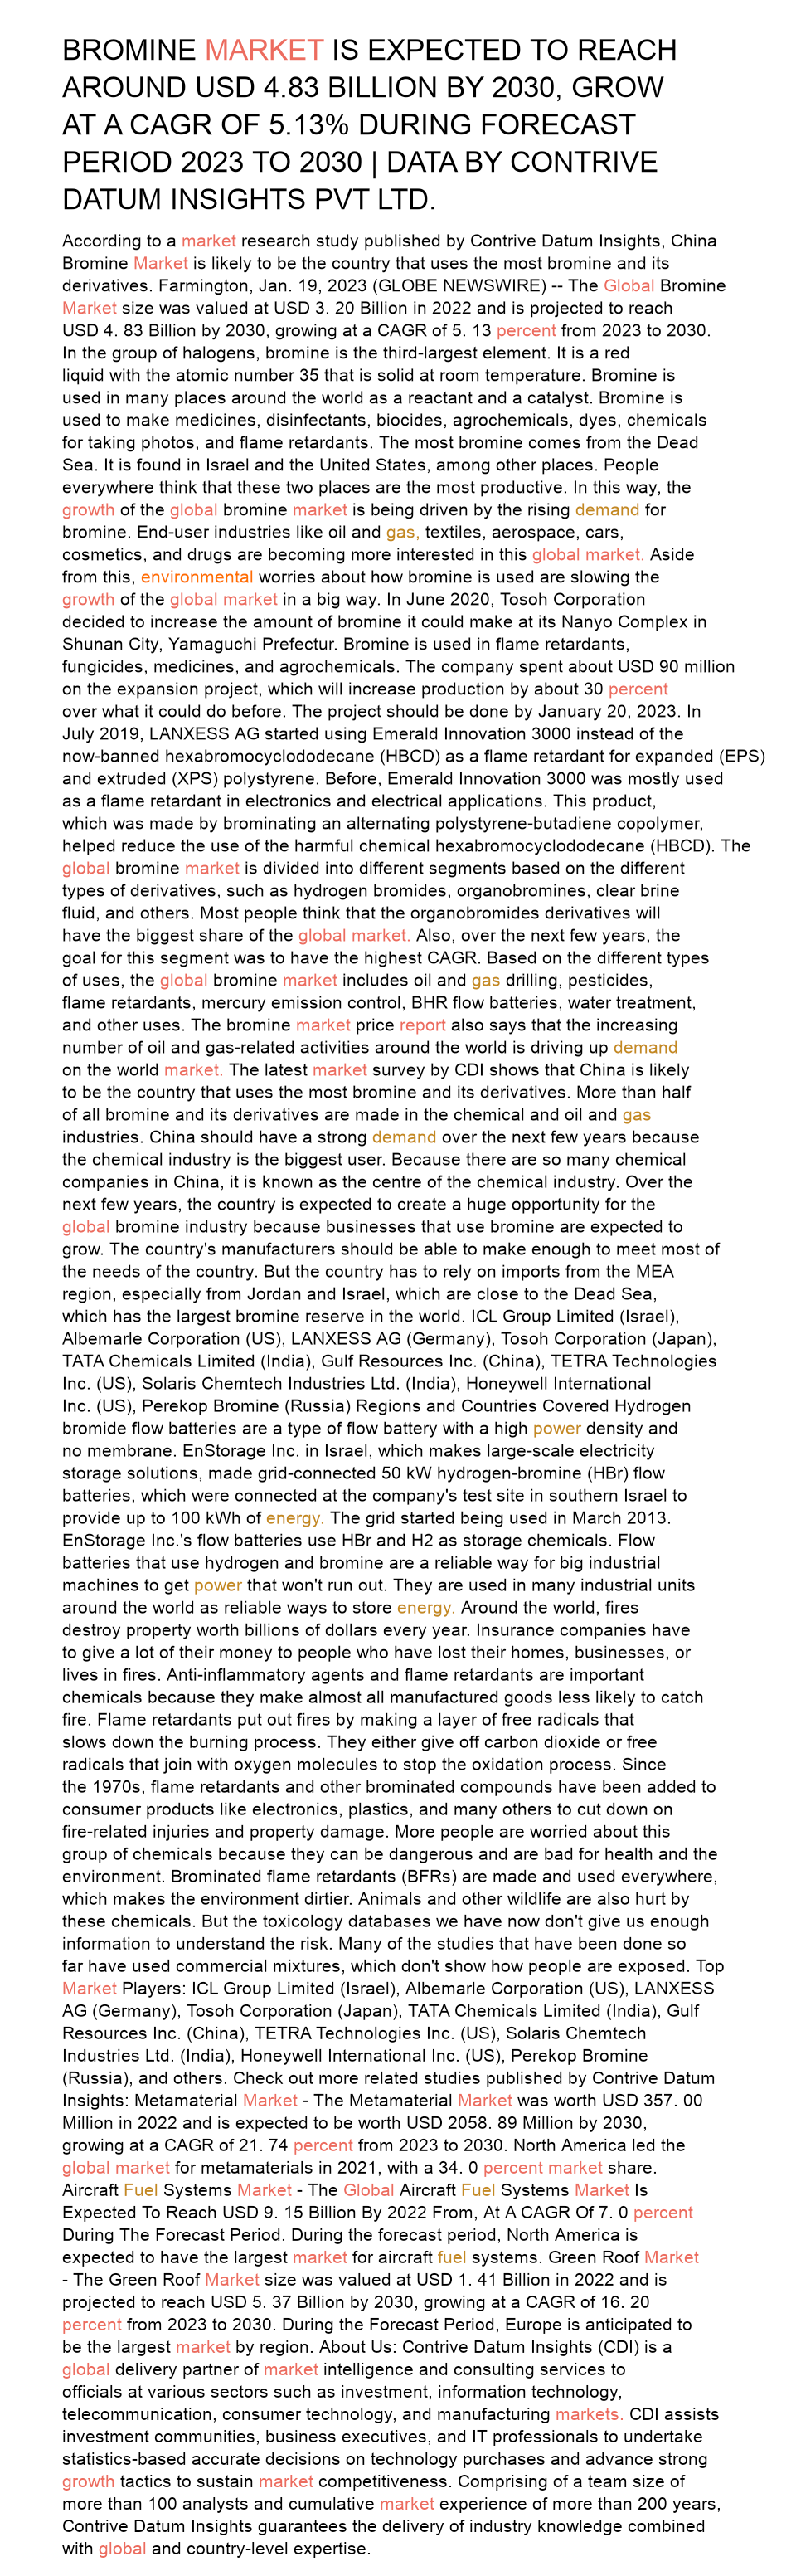 BROMINE MARKET IS EXPECTED TO REACH
AROUND USD 4.83 BILLION BY 2030, GROW
AT A CAGR OF 5.13% DURING FORECAST
PERIOD 2023 TO 2030 | DATA BY CONTRIVE
DATUM INSIGHTS PVT LTD.
According to a market research study published by Contrive Datum Insights, China
Bromine Market is likely to be the country that uses the most bromine and its
derivatives. Farmington, Jan. 19, 2023 (GLOBE NEWSWIRE) -- The Global Bromine
Market size was valued at USD 3. 20 Billion in 2022 and is projected to reach
USD 4. 83 Billion by 2030, growing at a CAGR of 5. 13 percent from 2023 to 2030.
In the group of halogens, bromine is the third-largest element. It is a red
liquid with the atomic number 35 that is solid at room temperature. Bromine is
used in many places around the world as a reactant and a catalyst. Bromine is
used to make medicines, disinfectants, biocides, agrochemicals, dyes, chemicals
for taking photos, and flame retardants. The most bromine comes from the Dead
Sea. It is found in Israel and the United States, among other places. People
everywhere think that these two places are the most productive. In this way, the
growth of the global bromine market is being driven by the rising demand for
bromine. End-user industries like oil and gas, textiles, aerospace, cars,
cosmetics, and drugs are becoming more interested in this global market. Aside
from this, environmental worries about how bromine is used are slowing the
growth of the global market in a big way. In June 2020, Tosoh Corporation
decided to increase the amount of bromine it could make at its Nanyo Complex in
Shunan City, Yamaguchi Prefectur. Bromine is used in flame retardants,
fungicides, medicines, and agrochemicals. The company spent about USD 90 million
on the expansion project, which will increase production by about 30 percent
over what it could do before. The project should be done by January 20, 2023. In
July 2019, LANXESS AG started using Emerald Innovation 3000 instead of the
now-banned hexabromocyclododecane (HBCD) as a flame retardant for expanded (EPS)
and extruded (XPS) polystyrene. Before, Emerald Innovation 3000 was mostly used
as a flame retardant in electronics and electrical applications. This product,
which was made by brominating an alternating polystyrene-butadiene copolymer,
helped reduce the use of the harmful chemical hexabromocyclododecane (HBCD). The
global bromine market is divided into different segments based on the different
types of derivatives, such as hydrogen bromides, organobromines, clear brine
fluid, and others. Most people think that the organobromides derivatives will
have the biggest share of the global market. Also, over the next few years, the
goal for this segment was to have the highest CAGR. Based on the different types
of uses, the global bromine market includes oil and gas drilling, pesticides,
flame retardants, mercury emission control, BHR flow batteries, water treatment,
and other uses. The bromine market price report also says that the increasing
number of oil and gas-related activities around the world is driving up demand
on the world market. The latest market survey by CDI shows that China is likely
to be the country that uses the most bromine and its derivatives. More than half
of all bromine and its derivatives are made in the chemical and oil and gas
industries. China should have a strong demand over the next few years because
the chemical industry is the biggest user. Because there are so many chemical
companies in China, it is known as the centre of the chemical industry. Over the
next few years, the country is expected to create a huge opportunity for the
global bromine industry because businesses that use bromine are expected to
grow. The country's manufacturers should be able to make enough to meet most of
the needs of the country. But the country has to rely on imports from the MEA
region, especially from Jordan and Israel, which are close to the Dead Sea,
which has the largest bromine reserve in the world. ICL Group Limited (Israel),
Albemarle Corporation (US), LANXESS AG (Germany), Tosoh Corporation (Japan),
TATA Chemicals Limited (India), Gulf Resources Inc. (China), TETRA Technologies
Inc. (US), Solaris Chemtech Industries Ltd. (India), Honeywell International
Inc. (US), Perekop Bromine (Russia) Regions and Countries Covered Hydrogen
bromide flow batteries are a type of flow battery with a high power density and
no membrane. EnStorage Inc. in Israel, which makes large-scale electricity
storage solutions, made grid-connected 50 kW hydrogen-bromine (HBr) flow
batteries, which were connected at the company's test site in southern Israel to
provide up to 100 kWh of energy. The grid started being used in March 2013.
EnStorage Inc.'s flow batteries use HBr and H2 as storage chemicals. Flow
batteries that use hydrogen and bromine are a reliable way for big industrial
machines to get power that won't run out. They are used in many industrial units
around the world as reliable ways to store energy. Around the world, fires
destroy property worth billions of dollars every year. Insurance companies have
to give a lot of their money to people who have lost their homes, businesses, or
lives in fires. Anti-inflammatory agents and flame retardants are important
chemicals because they make almost all manufactured goods less likely to catch
fire. Flame retardants put out fires by making a layer of free radicals that
slows down the burning process. They either give off carbon dioxide or free
radicals that join with oxygen molecules to stop the oxidation process. Since
the 1970s, flame retardants and other brominated compounds have been added to
consumer products like electronics, plastics, and many others to cut down on
fire-related injuries and property damage. More people are worried about this
group of chemicals because they can be dangerous and are bad for health and the
environment. Brominated flame retardants (BFRs) are made and used everywhere,
which makes the environment dirtier. Animals and other wildlife are also hurt by
these chemicals. But the toxicology databases we have now don't give us enough
information to understand the risk. Many of the studies that have been done so
far have used commercial mixtures, which don't show how people are exposed. Top
Market Players: ICL Group Limited (Israel), Albemarle Corporation (US), LANXESS
AG (Germany), Tosoh Corporation (Japan), TATA Chemicals Limited (India), Gulf
Resources Inc. (China), TETRA Technologies Inc. (US), Solaris Chemtech
Industries Ltd. (India), Honeywell International Inc. (US), Perekop Bromine
(Russia), and others. Check out more related studies published by Contrive Datum
Insights: Metamaterial Market - The Metamaterial Market was worth USD 357. 00
Million in 2022 and is expected to be worth USD 2058. 89 Million by 2030,
growing at a CAGR of 21. 74 percent from 2023 to 2030. North America led the
global market for metamaterials in 2021, with a 34. 0 percent market share.
Aircraft Fuel Systems Market - The Global Aircraft Fuel Systems Market Is
Expected To Reach USD 9. 15 Billion By 2022 From, At A CAGR Of 7. 0 percent
During The Forecast Period. During the forecast period, North America is
expected to have the largest market for aircraft fuel systems. Green Roof Market
- The Green Roof Market size was valued at USD 1. 41 Billion in 2022 and is
projected to reach USD 5. 37 Billion by 2030, growing at a CAGR of 16. 20
percent from 2023 to 2030. During the Forecast Period, Europe is anticipated to
be the largest market by region. About Us: Contrive Datum Insights (CDI) is a
global delivery partner of market intelligence and consulting services to
officials at various sectors such as investment, information technology,
telecommunication, consumer technology, and manufacturing markets. CDI assists
investment communities, business executives, and IT professionals to undertake
statistics-based accurate decisions on technology purchases and advance strong
growth tactics to sustain market competitiveness. Comprising of a team size of
more than 100 analysts and cumulative market experience of more than 200 years,
Contrive Datum Insights guarantees the delivery of industry knowledge combined
with global and country-level expertise.